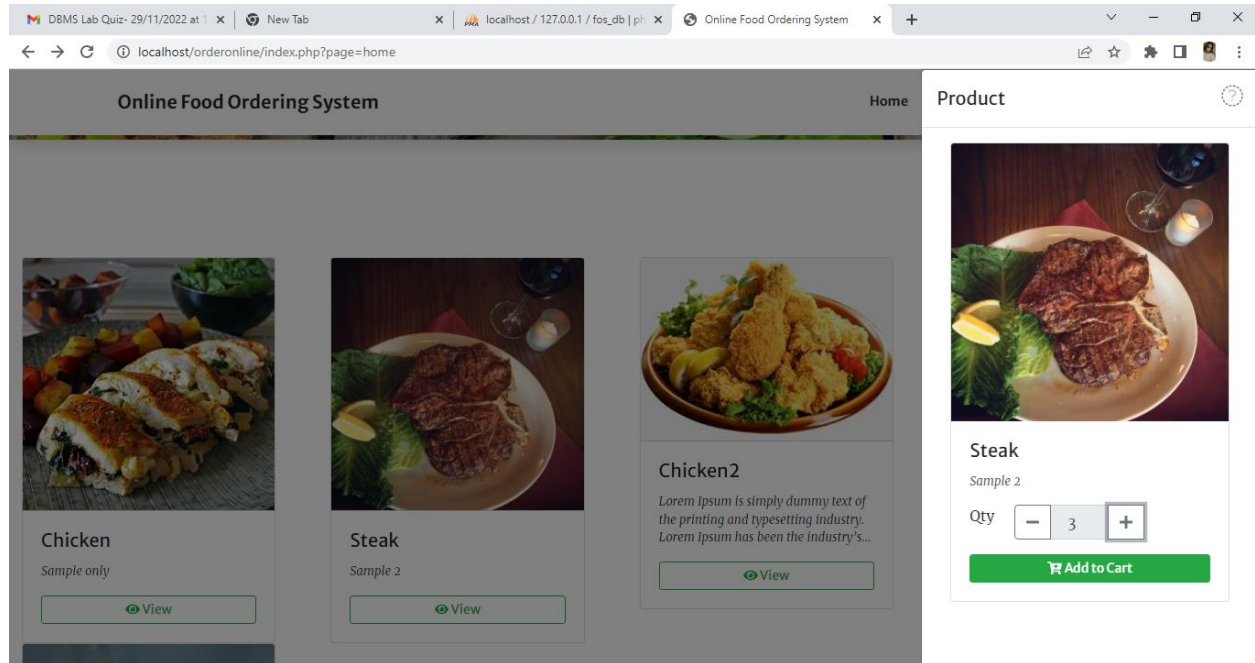 DBMS Lab Quiz- 29/11/2022 at 1
New Tab
localhost / 127.0.0.1 / fos_db | ph
Online Food Ordering System
localhost/orderonline/index.php?page=home
Online Food Ordering System
Home
Product
Chicken
Sample only
View
Steak
Sample 2
View
Chicken2
Lorem Ipsum is simply dummy text of
the printing and typesetting industry.
Lorem Ipsum has been the industry's...
View
Steak
Sample 2
Qty
3
Add to Cart